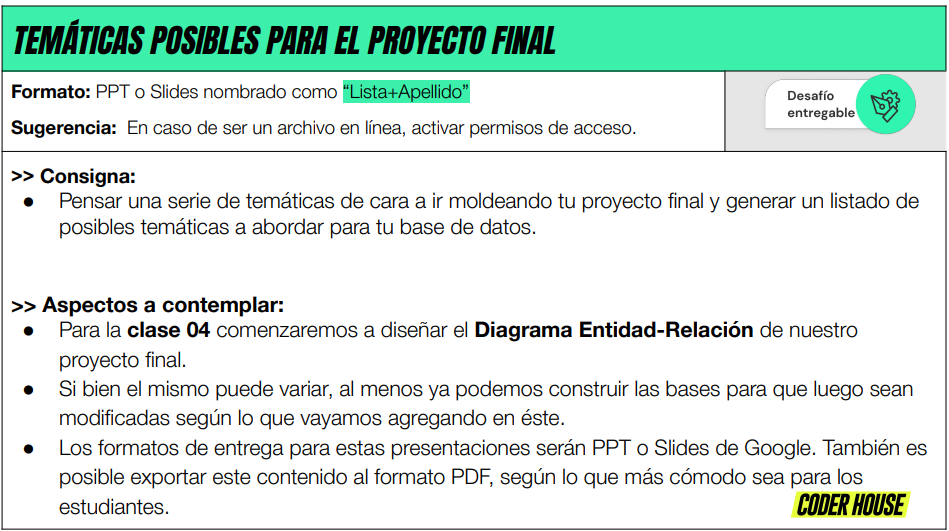 TEMÁTICAS POSIBLES PARA EL PROYECTO FINAL
Formato: PPT o Slides nombrado como “Lista+Apellido”
Sugerencia: En caso de ser un archivo en línea, activar permisos de acceso.
Desafío
entregable
>> Consigna:
● Pensar una serie de temáticas de cara a ir moldeando tu proyecto final y generar un listado de
posibles temáticas a abordar para tu base de datos.
>> Aspectos a contemplar:
● Para la clase 04 comenzaremos a diseñar el Diagrama Entidad-Relación de nuestro
proyecto final.
● Si bien el mismo puede variar, al menos ya podemos construir las bases para que luego sean
modificadas según lo que vayamos agregando en éste.
● Los formatos de entrega para estas presentaciones serán PPT o Slides de Google. También es
posible exportar este contenido al formato PDF, según lo que más cómodo sea para los
estudiantes.
CODER HOUSE